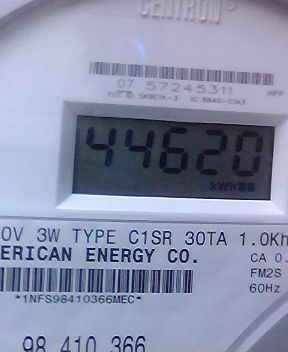 CENTRON®
07 57245311
HPP
44620
kWh
0V 3W TYPE C1SR 30TA 1.0Kh
ERICAN ENERGY CO.
CA 0.
FM2S
60Hz
*1NFS98410366MEC*
98 410 366